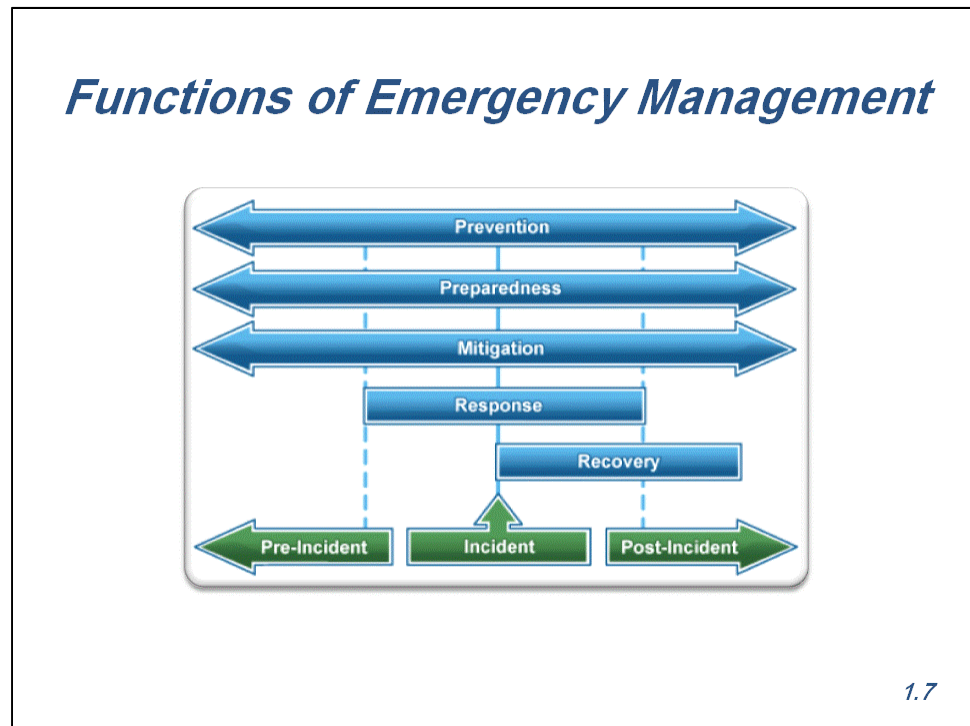 Functions of Emergency Management
Prevention
Preparedness
Mitigation
Response
Recovery
Pre-Incident
Incident
Post-Incident
1.7